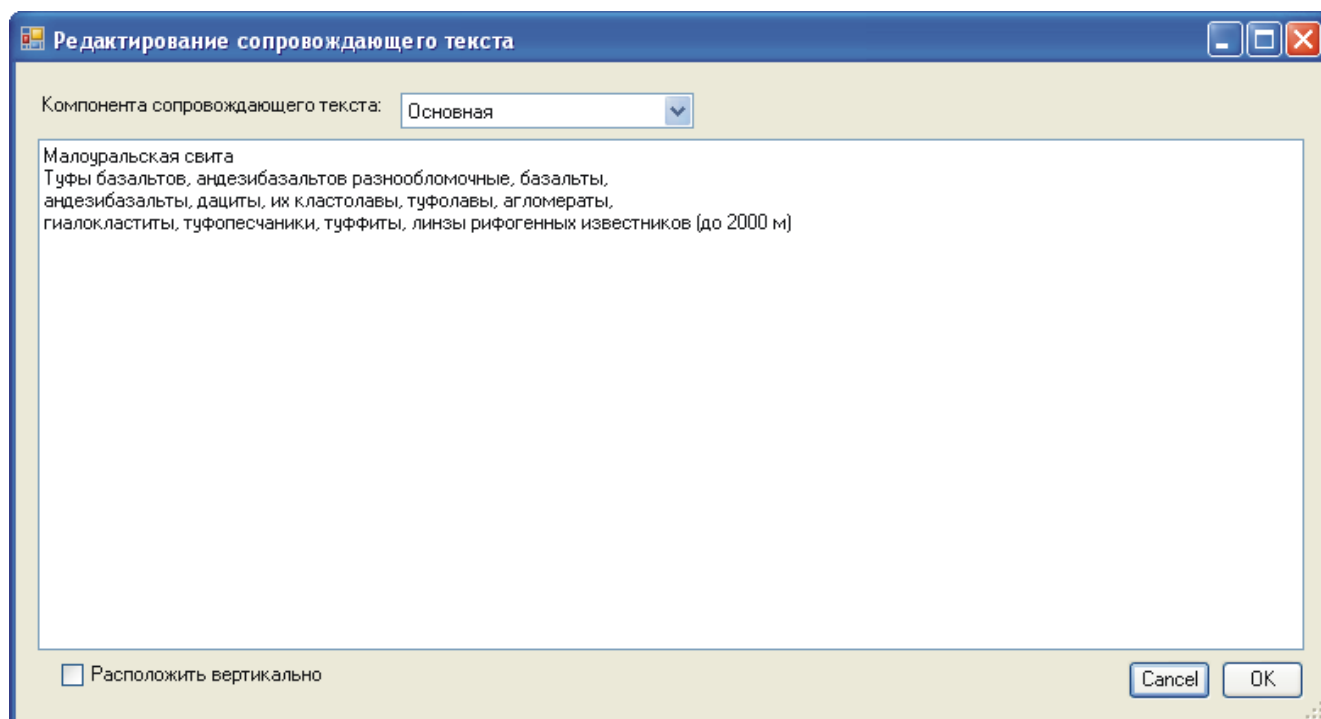 Редактирование сопровождающего текста
Компонента сопровождающего текста: Основная
Малоуральская свита
Туфы базальтов, андезибазальтов разнообломочные, базальты,
андезибазальты, дациты, их кластолавы, туфолавы, агломераты,
гиалокластиты, туфопесчаники, туффиты, линзы рифогенных известников (до 2000 м)
Расположить вертикально
Cancel OK